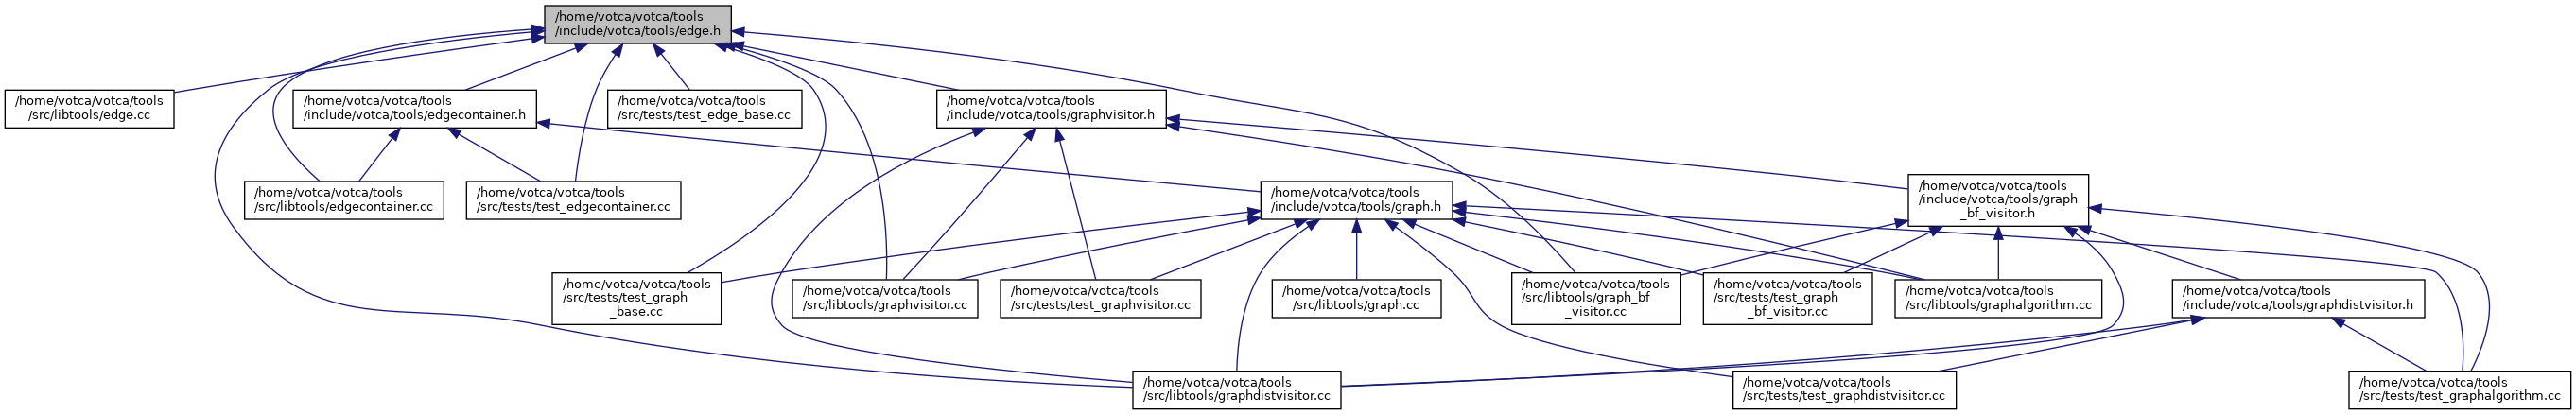 /home/votca/votca/tools
/include/votca/tools/edge.h
/home/votca/votca/tools
/src/libtools/edge.cc
/home/votca/votca/tools
/include/votca/tools/edgecontainer.h
/home/votca/votca/tools
/src/tests/test_edge_base.cc
/home/votca/votca/tools
/include/votca/tools/graphvisitor.h
/home/votca/votca/tools
/src/libtools/edgecontainer.cc
/home/votca/votca/tools
/src/tests/test_edgecontainer.cc
/home/votca/votca/tools
/include/votca/tools/graph.h
/home/votca/votca/tools
/include/votca/tools/graph
_bf_visitor.h
/home/votca/votca/tools
/src/tests/test_graph
_base.cc
/home/votca/votca/tools
/src/libtools/graphvisitor.cc
/home/votca/votca/tools
/src/tests/test_graphvisitor.cc
/home/votca/votca/tools
/src/libtools/graph.cc
/home/votca/votca/tools
/src/libtools/graph_bf
_visitor.cc
/home/votca/votca/tools
/src/tests/test_graph
_bf_visitor.cc
/home/votca/votca/tools
/src/libtools/graphalgorithm.cc
/home/votca/votca/tools
/include/votca/tools/graphdistvisitor.h
/home/votca/votca/tools
/src/libtools/graphdistvisitor.cc
/home/votca/votca/tools
/src/tests/test_graphdistvisitor.cc
/home/votca/votca/tools
/src/tests/test_graphalgorithm.cc